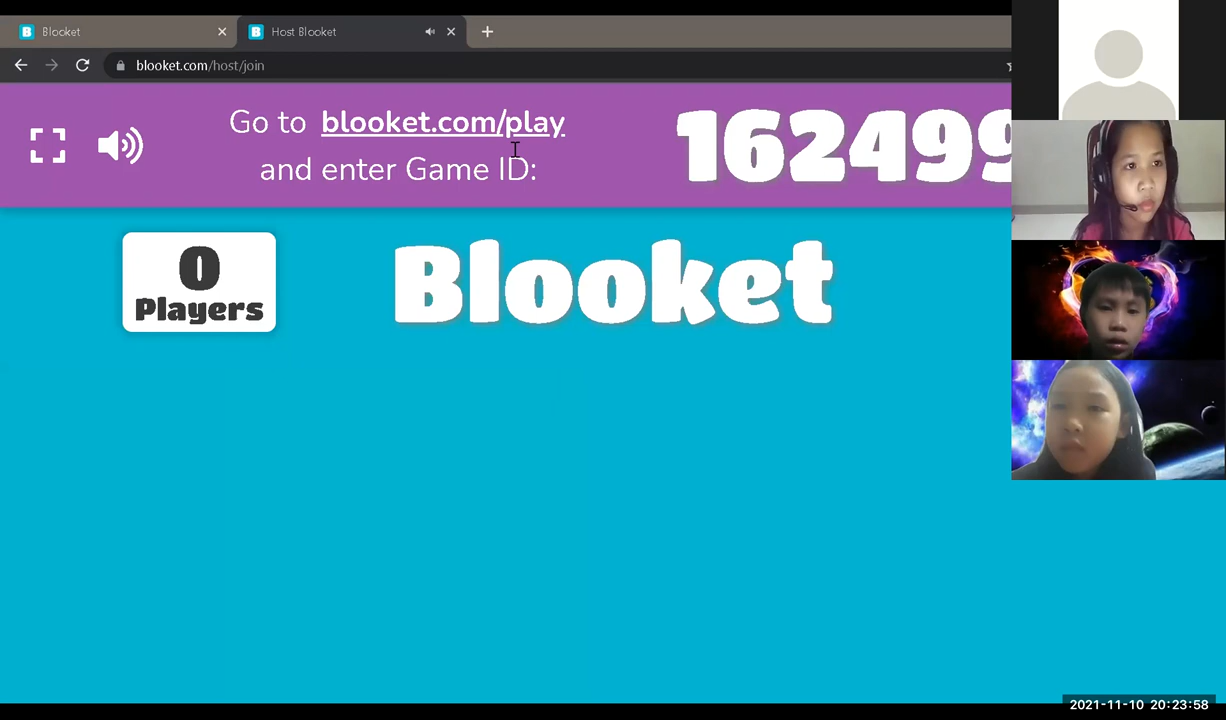 Blooket
Host Blooket
blooket.com/host/join
Go to blooket.com/play
and enter Game ID:
162499
0
Players
Blooket
2021-11-10 20:23:58